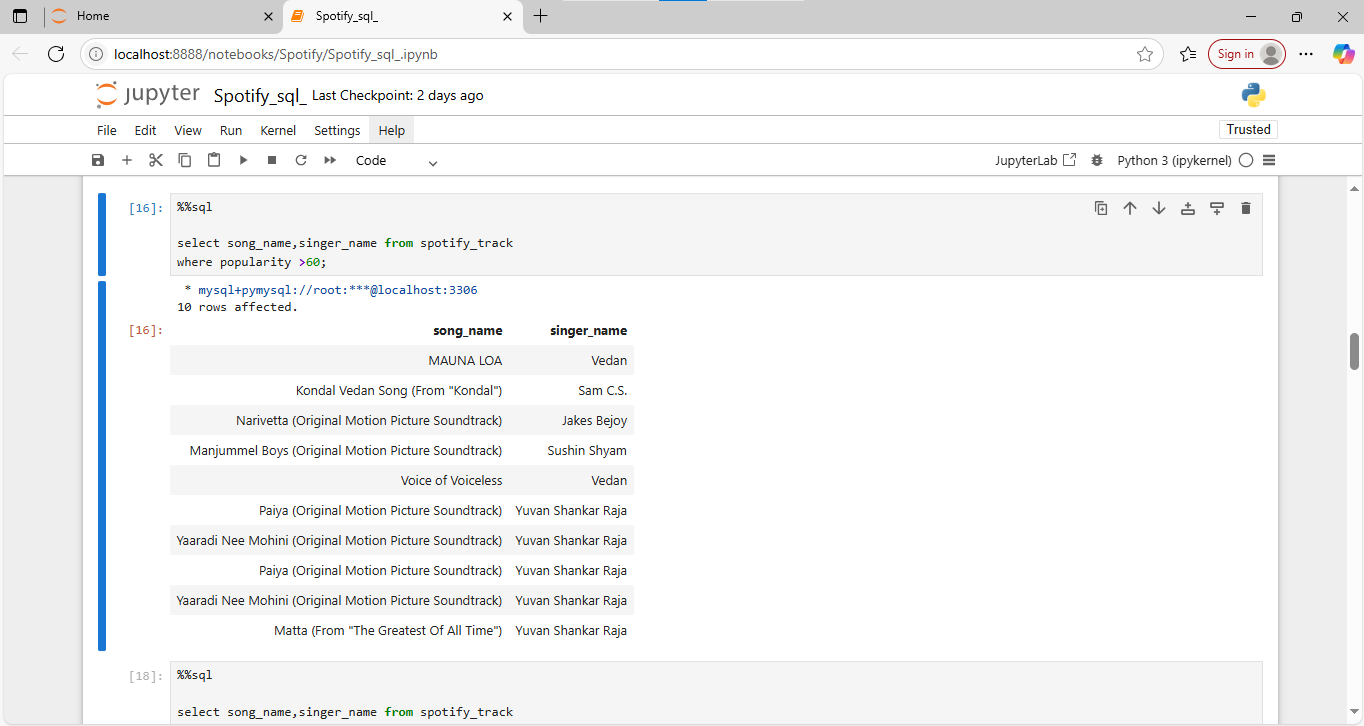 Home
Spotify_sql_
localhost:8888/notebooks/Spotify/Spotify_sql_.ipynb
Sign in
jupyter Spotify_sql_ Last Checkpoint: 2 days ago
File Edit View Run Kernel Settings Help
Trusted
Code
JupyterLab
Python 3 (ipykernel)
[16]: %%sql
select song_name,singer_name from spotify_track
where popularity >60;
* mysql+pymysql://root:***@localhost:3306
10 rows affected.
[16]: song_name singer_name
MAUNA LOA Vedan
Kondal Vedan Song (From "Kondal") Sam C.S.
Narivetta (Original Motion Picture Soundtrack) Jakes Bejoy
Manjummel Boys (Original Motion Picture Soundtrack) Sushin Shyam
Voice of Voiceless Vedan
Paiya (Original Motion Picture Soundtrack) Yuvan Shankar Raja
Yaaradi Nee Mohini (Original Motion Picture Soundtrack) Yuvan Shankar Raja
Paiya (Original Motion Picture Soundtrack) Yuvan Shankar Raja
Yaaradi Nee Mohini (Original Motion Picture Soundtrack) Yuvan Shankar Raja
Matta (From "The Greatest Of All Time") Yuvan Shankar Raja
[18]: %%sql
select song_name,singer_name from spotify_track